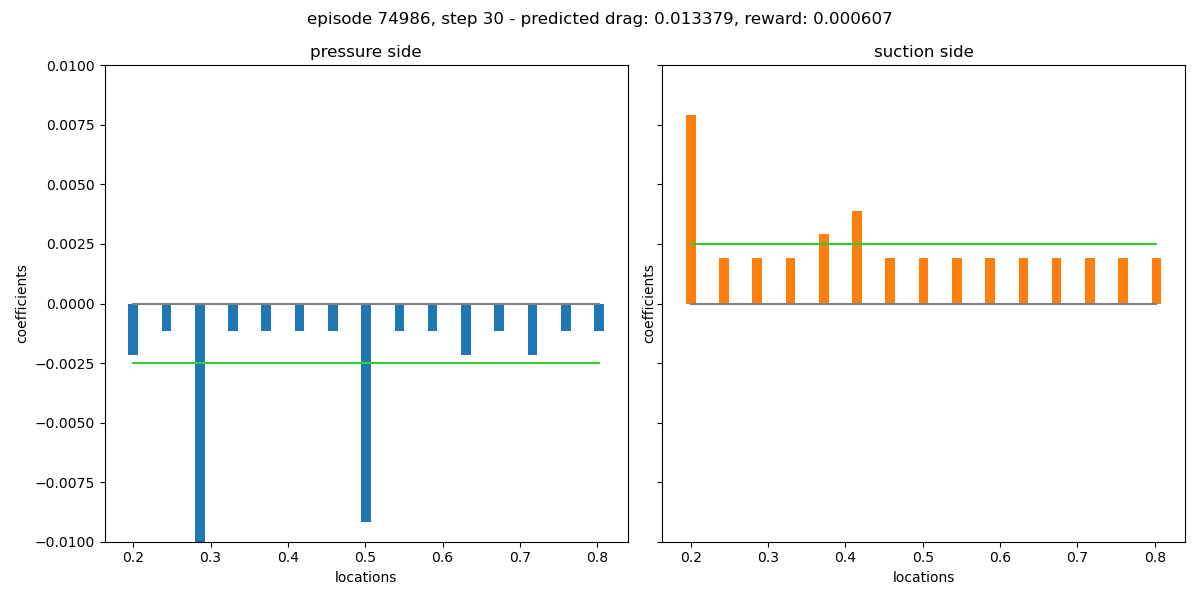 episode 74986, step 30 - predicted drag: 0.013379, reward: 0.000607
pressure side
suction side
0.0100
0.0075
0.0050
0.0025
0.0000
−0.0025
−0.0050
−0.0075
−0.0100
coefficients
coefficients
0.2 0.3 0.4 0.5 0.6 0.7 0.8
0.2 0.3 0.4 0.5 0.6 0.7 0.8
locations
locations